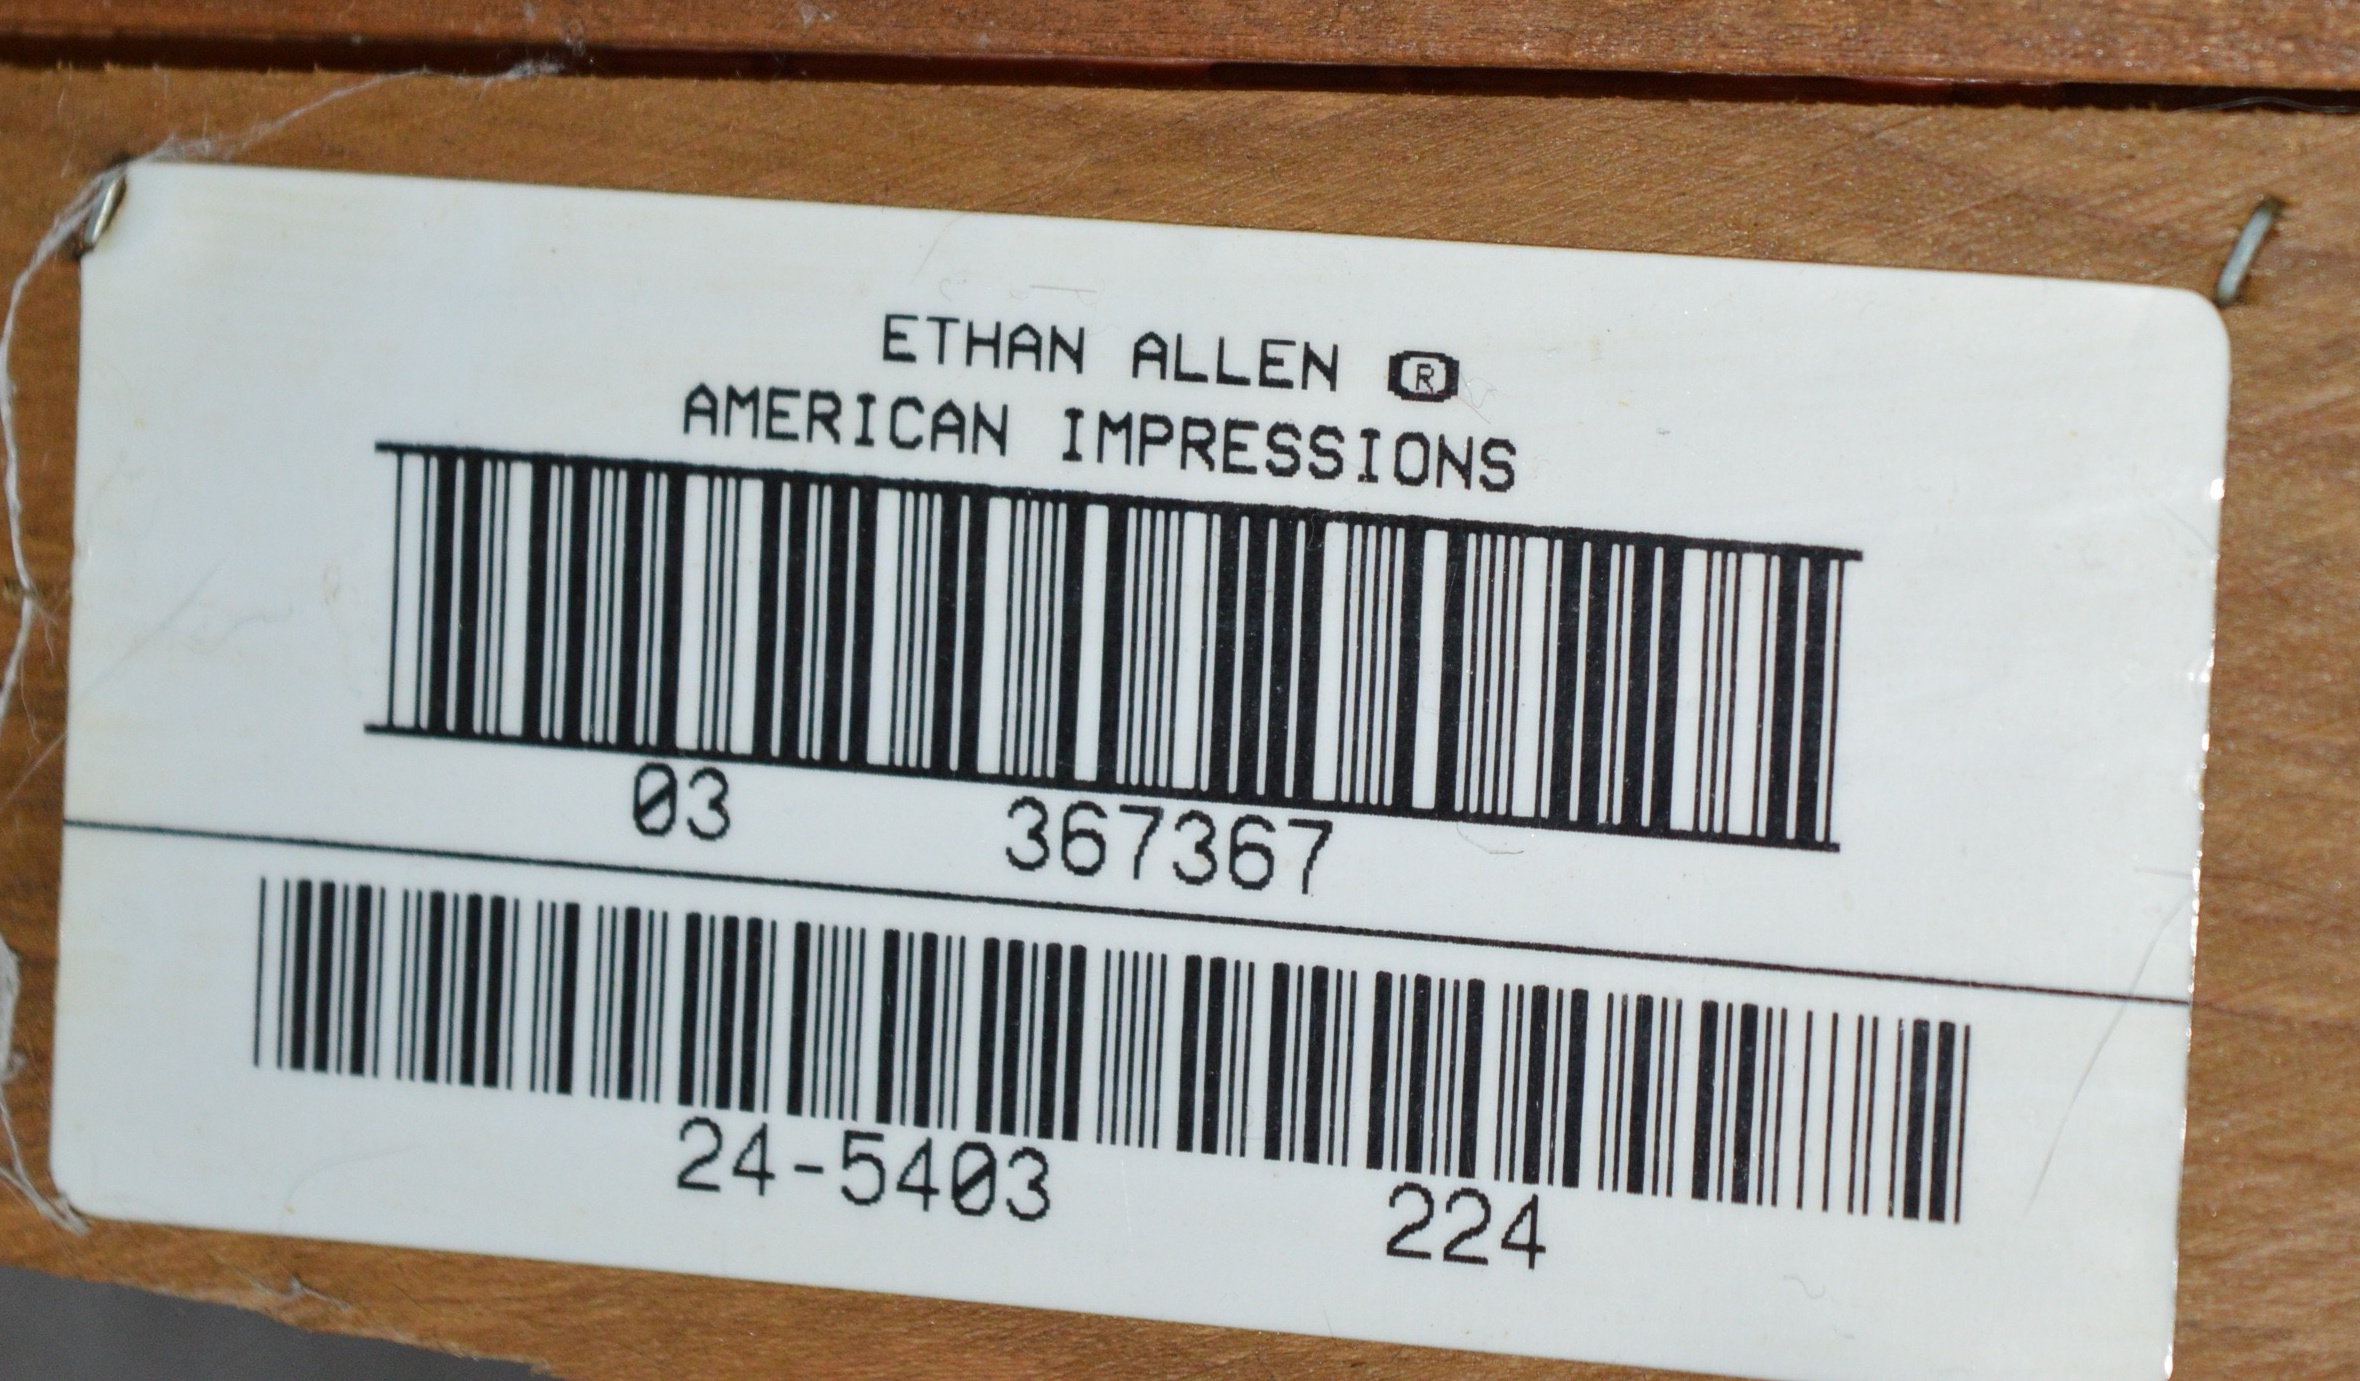 ETHAN ALLEN ®
AMERICAN IMPRESSIONS
03 367367
24-5403 224